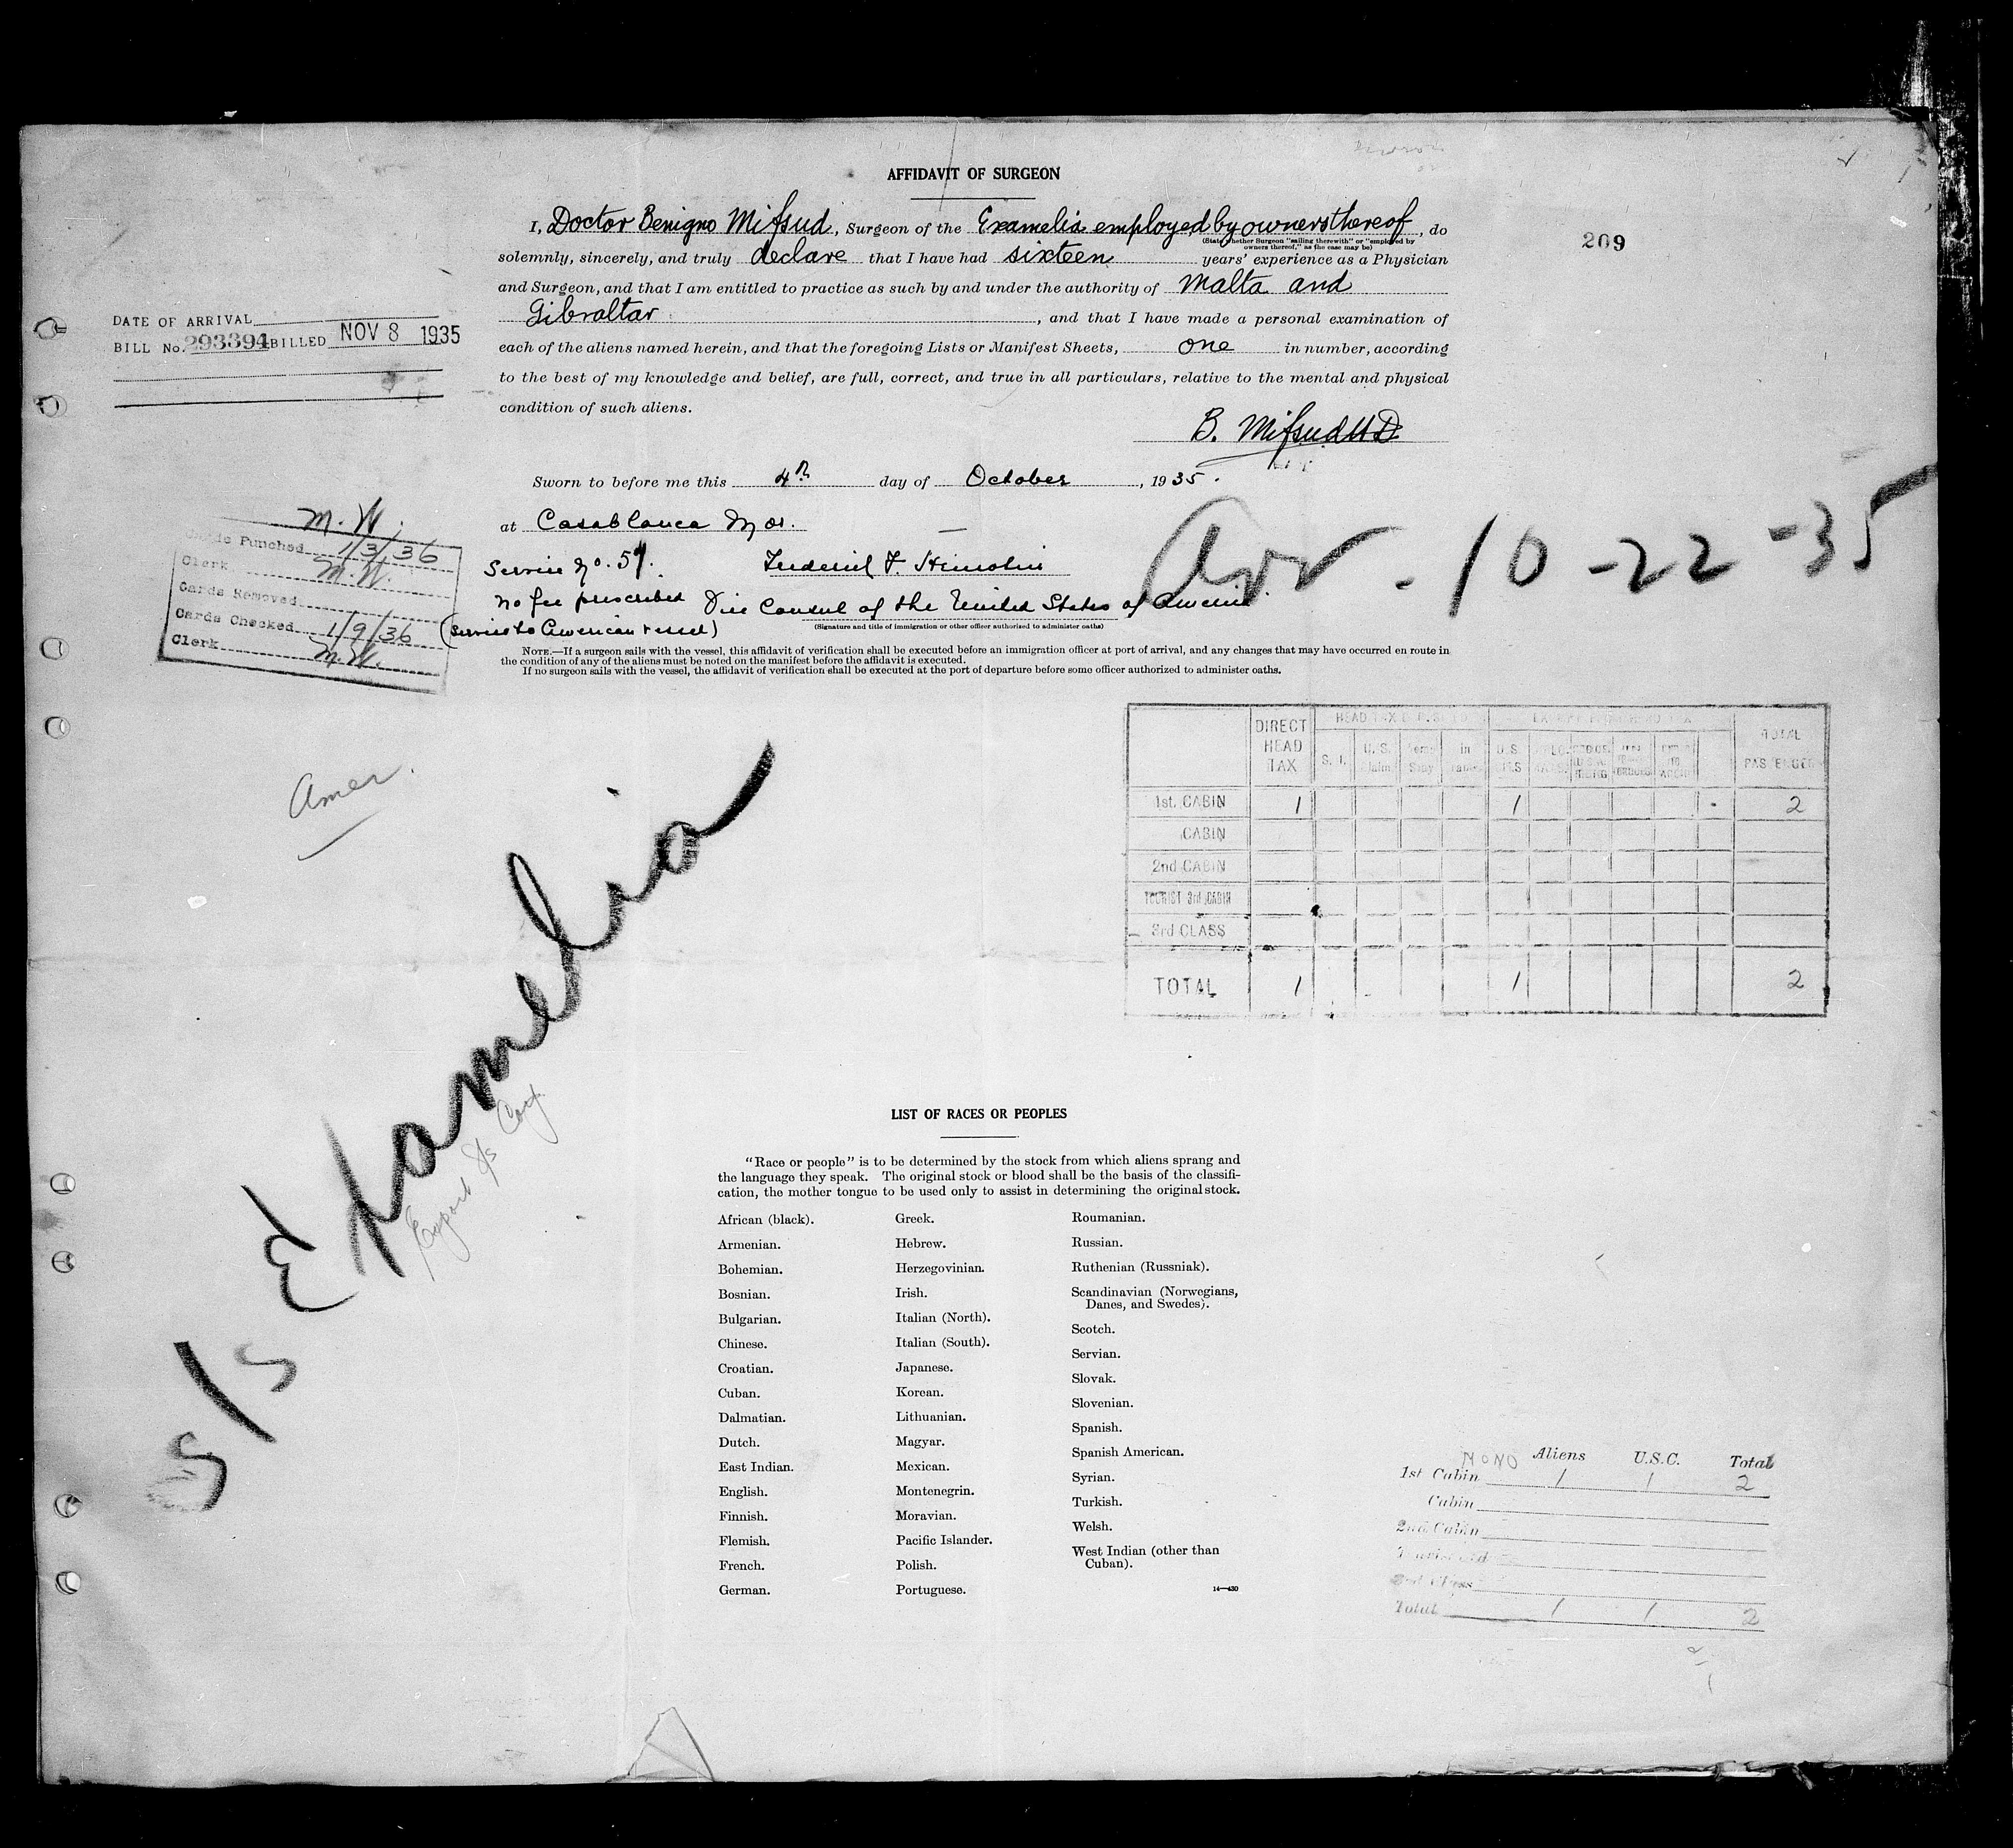 AFFIDAVIT OF SURGEON
I, Doctor Benigno Mifsud, Surgeon of the Examelia employed by owners thereof, do
(State whether Surgeon "sailing therewith" or "employed by
owners thereof," as the case may be)
209
solemnly, sincerely, and truly declare that I have had sixteen years' experience as a Physician
and Surgeon, and that I am entitled to practice as such by and under the authority of Malta and
Gibraltar, and that I have made a personal examination of
DATE OF ARRIVAL
BILL No. 293394 BILLED NOV 8 1935
each of the aliens named herein, and that the foregoing Lists or Manifest Sheets, one in number, according
to the best of my knowledge and belief, are full, correct, and true in all particulars, relative to the mental and physical
condition of such aliens.
B. Mifsud MD
Sworn to before me this 4th day of October, 1935.
at Casablanca Mor.
Arr - 10-22-35
M. W.
Cards Punched 1/3/36
Clerk M. W.
Cards Removed
Cards Checked 1/9/36
Clerk M. W.
Service No. 59.
No fee prescribed Vice Consul of the United States of America
(Service to American vessel)
(Signature and title of immigration or other officer authorized to administer oaths)
NOTE.—If a surgeon sails with the vessel, this affidavit of verification shall be executed before an immigration officer at port of arrival, and any changes that may have occurred en route in
the condition of any of the aliens must be noted on the manifest before the affidavit is executed.
If no surgeon sails with the vessel, the affidavit of verification shall be executed at the port of departure before some officer authorized to administer oaths.
DIRECT HEAD TAX
S. I.
U.S. Claim
U.S.
TOTAL PASSENGERS
1st. CABIN 1 1 2
CABIN
2nd CABIN
TOURIST 3rd CABIN
3rd CLASS
TOTAL 1 1 2
Amer.
S/S Examelia
Export S/S Corp.
LIST OF RACES OR PEOPLES
"Race or people" is to be determined by the stock from which aliens sprang and
the language they speak. The original stock or blood shall be the basis of the classifi-
cation, the mother tongue to be used only to assist in determining the original stock.
African (black).
Armenian.
Bohemian.
Bosnian.
Bulgarian.
Chinese.
Croatian.
Cuban.
Dalmatian.
Dutch.
East Indian.
English.
Finnish.
Flemish.
French.
German.
Greek.
Hebrew.
Herzegovinian.
Irish.
Italian (North).
Italian (South).
Japanese.
Korean.
Lithuanian.
Magyar.
Mexican.
Montenegrin.
Moravian.
Pacific Islander.
Polish.
Portuguese.
Roumanian.
Russian.
Ruthenian (Russniak).
Scandinavian (Norwegians,
Danes, and Swedes).
Scotch.
Servian.
Slovak.
Slovenian.
Spanish.
Spanish American.
Syrian.
Turkish.
Welsh.
West Indian (other than
Cuban).
14—430
Aliens U.S.C. Total
1st Cabin 1 1 2
Cabin
2nd Cabin
3rd Class
Total 1 1 2